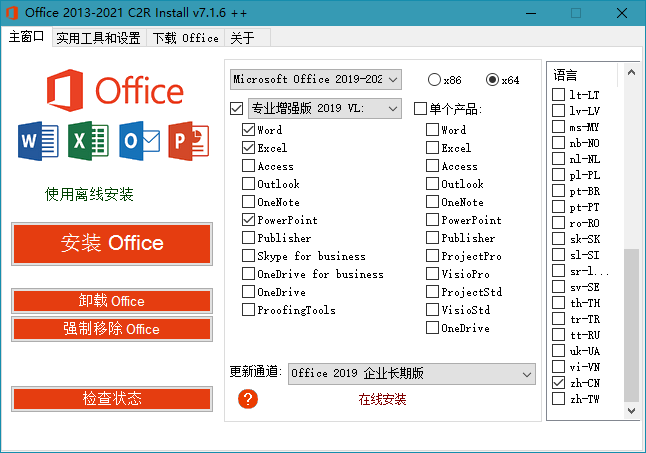 Office 2013-2021 C2R Install v7.1.6 ++
主窗口 实用工具和设置 下载 Office 关于
Office
W X O P
使用离线安装
安装 Office
卸载 Office
强制移除 Office
检查状态
Microsoft Office 2019-202
x86 x64
专业增强版 2019 VL:
Word
Excel
Access
Outlook
OneNote
PowerPoint
Publisher
Skype for business
OneDrive for business
OneDrive
ProofingTools
单个产品:
Word
Excel
Access
Outlook
OneNote
PowerPoint
Publisher
ProjectPro
VisioPro
ProjectStd
VisioStd
OneDrive
更新通道:
Office 2019 企业长期版
?
在线安装
语言
lt-LT
lv-LV
ms-MY
nb-NO
nl-NL
pl-PL
pt-BR
pt-PT
ro-RO
sk-SK
sl-SI
sr-l...
sv-SE
th-TH
tr-TR
tt-RU
uk-UA
vi-VN
zh-CN
zh-TW